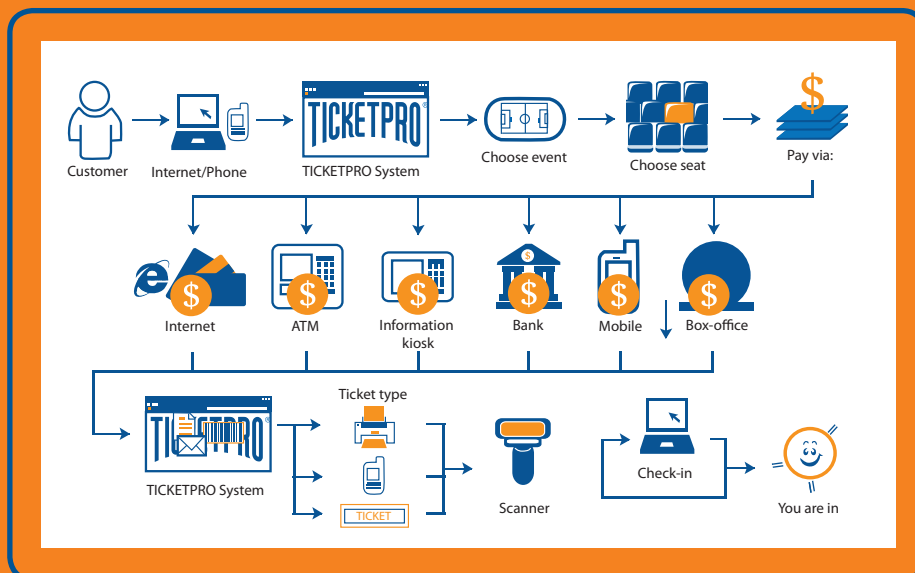 TICKETPRO®
Customer
Internet/Phone
TICKETPRO System
Choose event
Choose seat
$
Pay via:
$
$
$
$
$
$
$
Internet
ATM
Information
kiosk
Bank
Mobile
Box-office
Ticket type
TICKETPRO®
TICKET
TICKETPRO System
Scanner
Check-in
You are in